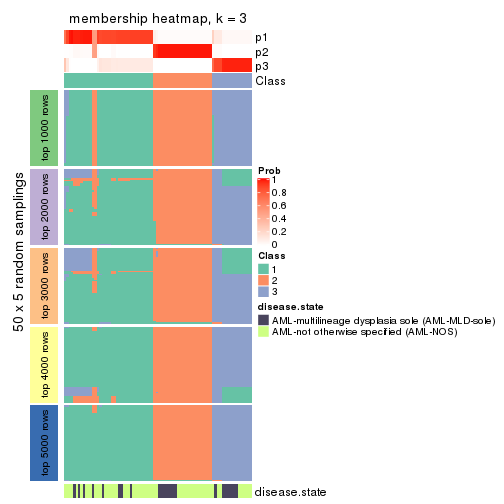 membership heatmap, k = 3
p1
p2
p3
Class
50 x 5 random samplings
top 1000 rows
top 2000 rows
top 3000 rows
top 4000 rows
top 5000 rows
Prob
1
0.8
0.6
0.4
0.2
0
Class
1
2
3
disease.state
AML-multilineage dysplasia sole (AML-MLD-sole)
AML-not otherwise specified (AML-NOS)
disease.state